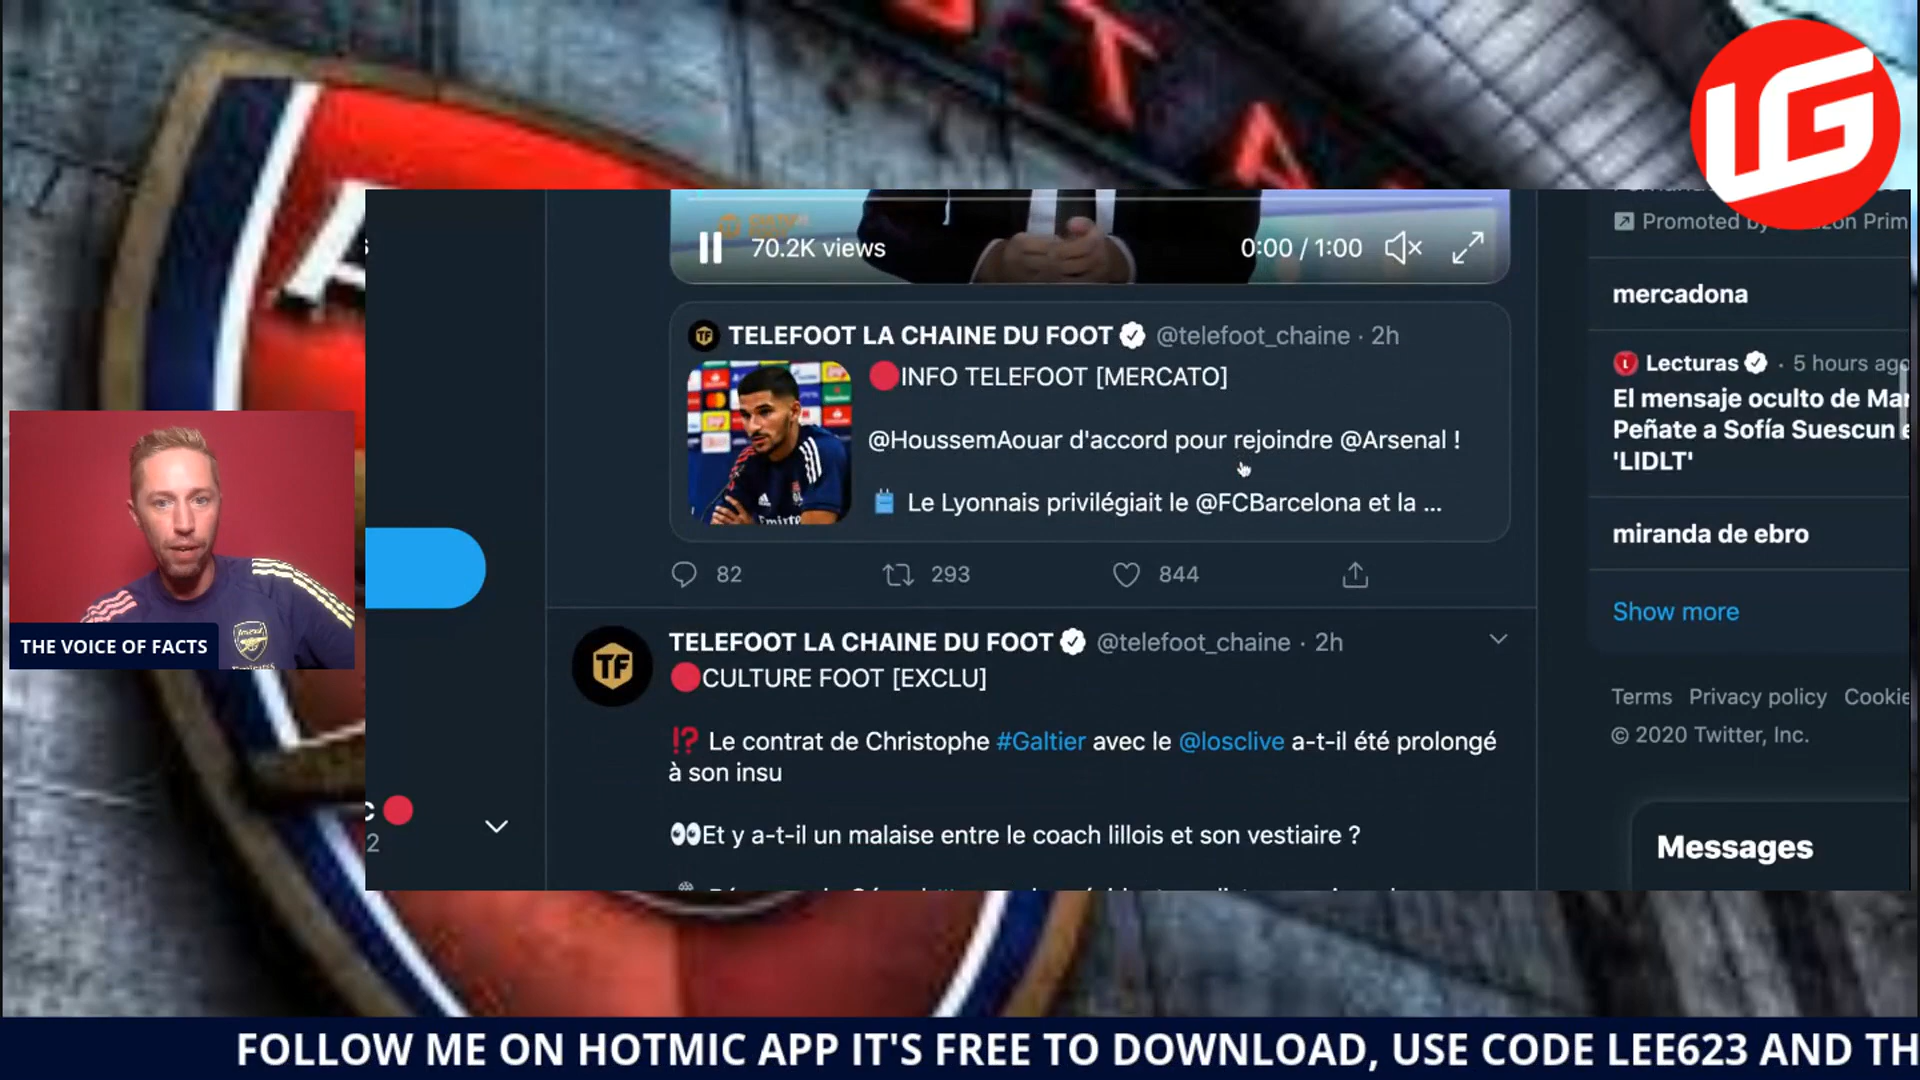 LG
Promoted by
on Prim
70.2K views
0:00 / 1:00
mercadona
TELEFOOT LA CHAINE DU FOOT @telefoot_chaine · 2h
🔴INFO TELEFOOT [MERCATO]
@HoussemAouar d'accord pour rejoindre @Arsenal !
Le Lyonnais privilégiait le @FCBarcelona et la ...
Lecturas · 5 hours ago
El mensaje oculto de Mar
Peñate a Sofía Suescun e
'LIDLT'
82
293
844
miranda de ebro
Show more
TELEFOOT LA CHAINE DU FOOT @telefoot_chaine · 2h
TF
🔴CULTURE FOOT [EXCLU]
⁉ Le contrat de Christophe #Galtier avec le @losclive a-t-il été prolongé
à son insu
👀Et y a-t-il un malaise entre le coach lillois et son vestiaire ?
Terms Privacy policy Cookie
© 2020 Twitter, Inc.
Messages
THE VOICE OF FACTS
FOLLOW ME ON HOTMIC APP IT'S FREE TO DOWNLOAD, USE CODE LEE623 AND TH